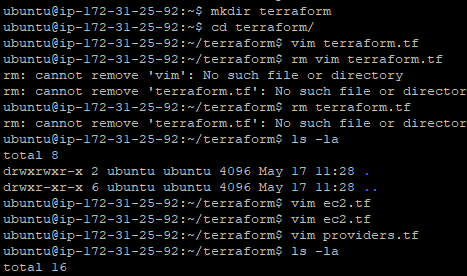 ubuntu@ip-172-31-25-92:~$ mkdir terraform
ubuntu@ip-172-31-25-92:~$ cd terraform/
ubuntu@ip-172-31-25-92:~/terraform$ vim terraform.tf
ubuntu@ip-172-31-25-92:~/terraform$ rm vim terraform.tf
rm: cannot remove 'vim': No such file or directory
rm: cannot remove 'terraform.tf': No such file or director
ubuntu@ip-172-31-25-92:~/terraform$ rm terraform.tf
rm: cannot remove 'terraform.tf': No such file or director
ubuntu@ip-172-31-25-92:~/terraform$ ls -la
total 8
drwxrwxr-x 2 ubuntu ubuntu 4096 May 17 11:28 .
drwxr-xr-x 6 ubuntu ubuntu 4096 May 17 11:28 ..
ubuntu@ip-172-31-25-92:~/terraform$ vim ec2.tf
ubuntu@ip-172-31-25-92:~/terraform$ vim ec2.tf
ubuntu@ip-172-31-25-92:~/terraform$ vim providers.tf
ubuntu@ip-172-31-25-92:~/terraform$ ls -la
total 16